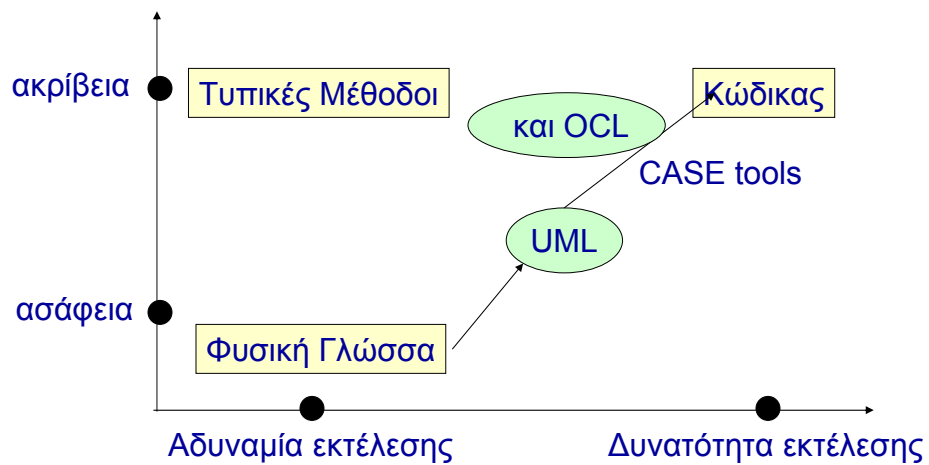 ακρίβεια
Τυπικές Μέθοδοι
Κώδικας
και OCL
CASE tools
UML
ασάφεια
Φυσική Γλώσσα
Αδυναμία εκτέλεσης
Δυνατότητα εκτέλεσης